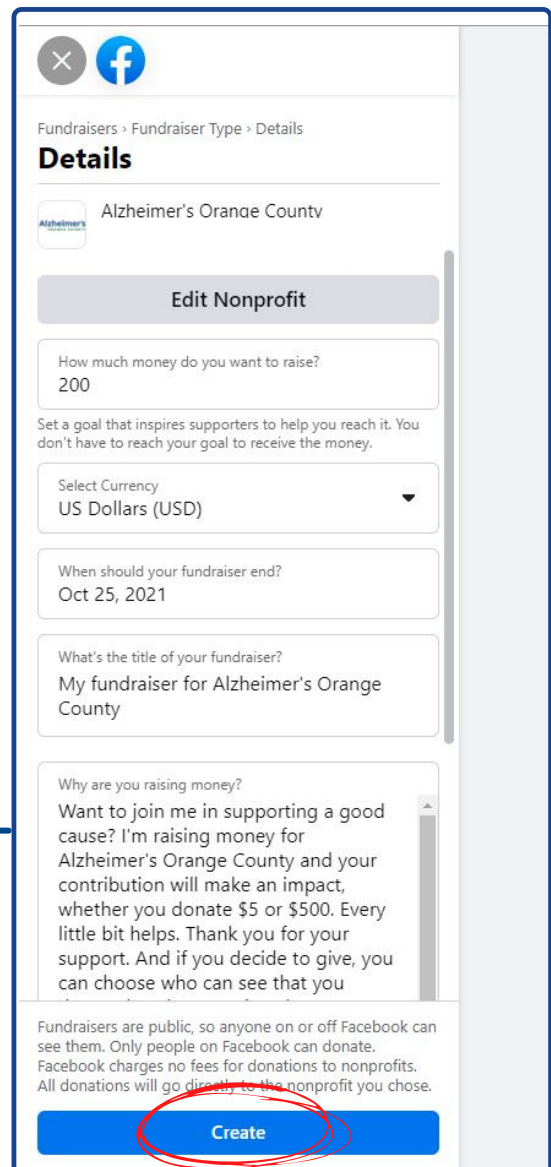 Fundraisers › Fundraiser Type › Details
Details
Alzheimer's
ORANGE COUNTY
Alzheimer's Orange County
Edit Nonprofit
How much money do you want to raise?
200
Set a goal that inspires supporters to help you reach it. You
don't have to reach your goal to receive the money.
Select Currency
US Dollars (USD)
When should your fundraiser end?
Oct 25, 2021
What's the title of your fundraiser?
My fundraiser for Alzheimer's Orange
County
Why are you raising money?
Want to join me in supporting a good
cause? I'm raising money for
Alzheimer's Orange County and your
contribution will make an impact,
whether you donate $5 or $500. Every
little bit helps. Thank you for your
support. And if you decide to give, you
can choose who can see that you
Fundraisers are public, so anyone on or off Facebook can
see them. Only people on Facebook can donate.
Facebook charges no fees for donations to nonprofits.
All donations will go directly to the nonprofit you chose.
Create